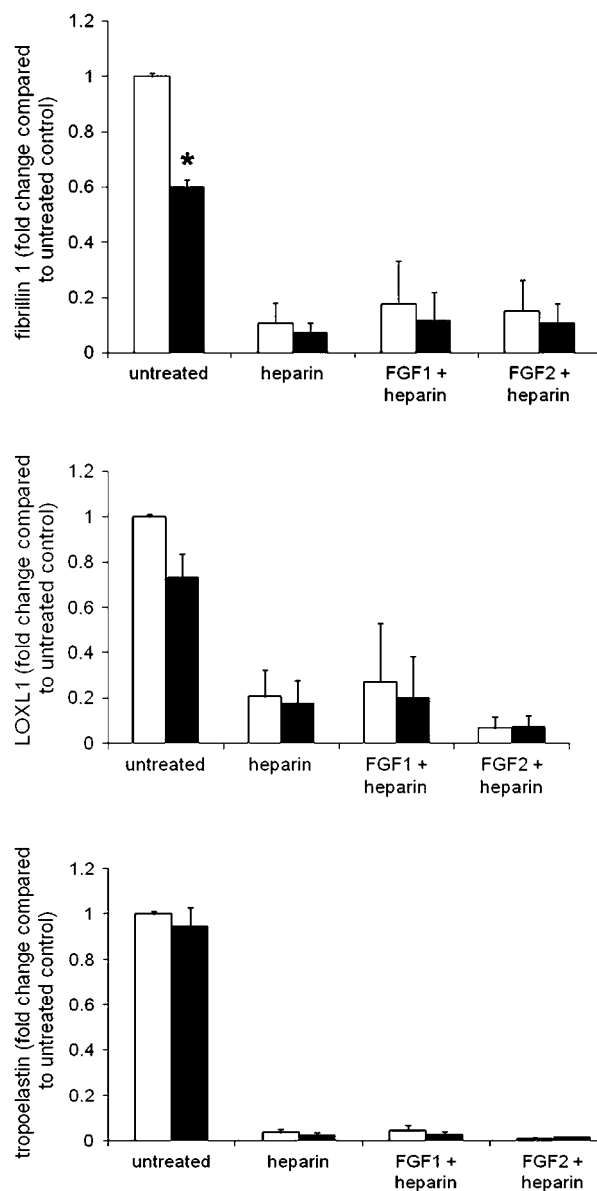 fibrillin 1 (fold change compared
to untreated control)
1.2
1
0.8
0.6
0.4
0.2
0
*
untreated
heparin
FGF1 +
heparin
FGF2 +
heparin
LOXL1 (fold change compared
to untreated control)
1.2
1
0.8
0.6
0.4
0.2
0
untreated
heparin
FGF1 +
heparin
FGF2 +
heparin
tropoelastin (fold change compared
to untreated control)
1.2
1
0.8
0.6
0.4
0.2
0
untreated
heparin
FGF1 +
heparin
FGF2 +
heparin